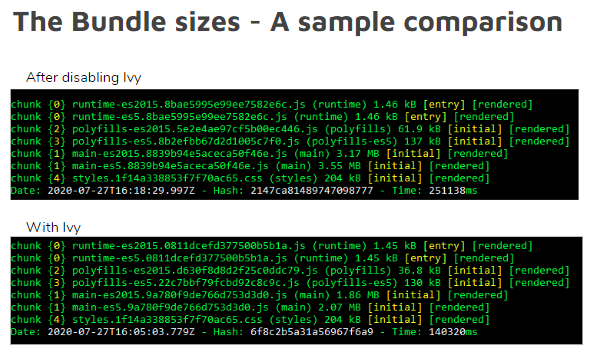 The Bundle sizes - A sample comparison
After disabling Ivy
chunk {0} runtime-es2015.8bae5995e99ee7582e6c.js (runtime) 1.46 kB [entry] [rendered]
chunk {0} runtime-es5.8bae5995e99ee7582e6c.js (runtime) 1.46 kB [entry] [rendered]
chunk {2} polyfills-es2015.5e2e4ae97cf5b00ec446.js (polyfills) 61.9 kB [initial] [rendered]
chunk {3} polyfills-es5.8b2efbb67d2d1005c7f0.js (polyfills-es5) 137 kB [initial] [rendered]
chunk {1} main-es2015.8839b94e5aceca50f46e.js (main) 3.17 MB [initial] [rendered]
chunk {1} main-es5.8839b94e5aceca50f46e.js (main) 3.55 MB [initial] [rendered]
chunk {4} styles.1f14a338853f7f70ac65.css (styles) 204 kB [initial] [rendered]
Date: 2020-07-27T16:18:29.997Z - Hash: 2147ca81489747098777 - Time: 251138ms
With Ivy
chunk {0} runtime-es2015.0811dcefd377500b5b1a.js (runtime) 1.45 kB [entry] [rendered]
chunk {0} runtime-es5.0811dcefd377500b5b1a.js (runtime) 1.45 kB [entry] [rendered]
chunk {2} polyfills-es2015.d630f8d8d2f25c0ddc79.js (polyfills) 36.8 kB [initial] [rendered]
chunk {3} polyfills-es5.22c7bbf79fcbd92c8c9c.js (polyfills-es5) 130 kB [initial] [rendered]
chunk {1} main-es2015.9a780f9de766d753d3d0.js (main) 1.86 MB [initial] [rendered]
chunk {1} main-es5.9a780f9de766d753d3d0.js (main) 2.07 MB [initial] [rendered]
chunk {4} styles.1f14a338853f7f70ac65.css (styles) 204 kB [initial] [rendered]
Date: 2020-07-27T16:05:03.779Z - Hash: 6f8c2b5a31a56967f6a9 - Time: 140320ms